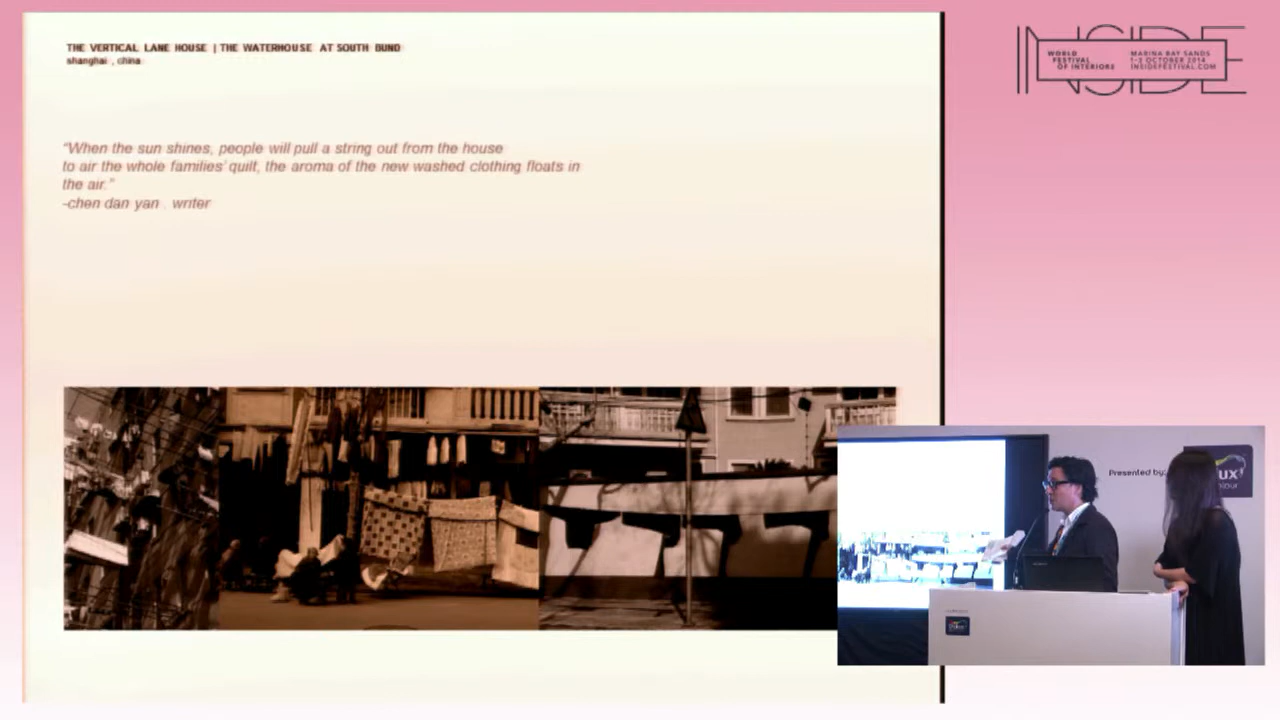 THE VERTICAL LANE HOUSE | THE WATERHOUSE AT SOUTH BUND
shanghai , china
“When the sun shines, people will pull a string out from the house
to air the whole families’ quilt, the aroma of the new washed clothing floats in
the air.”
-chen dan yan . writer
INSIDE
WORLD
FESTIVAL
OF INTERIORS
MARINA BAY SANDS
1-3 OCTOBER 2014
INSIDEFESTIVAL.COM
Presented by: